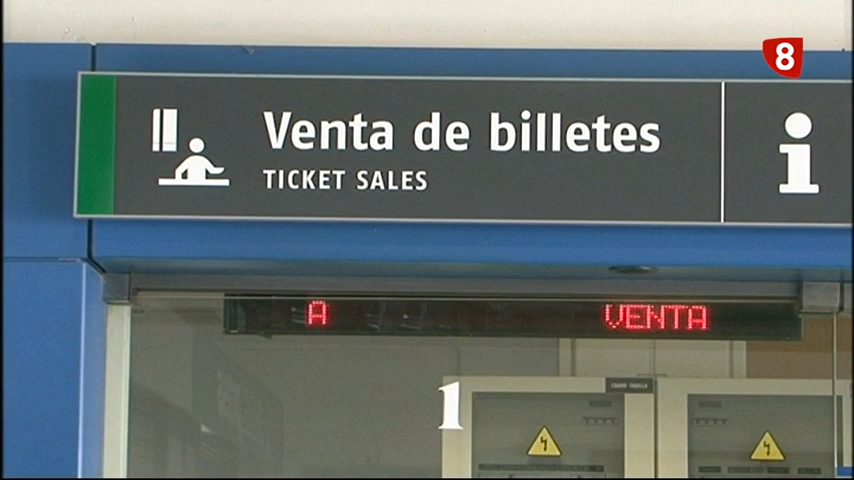 8
Venta de billetes
TICKET SALES
i
A VENTA
1